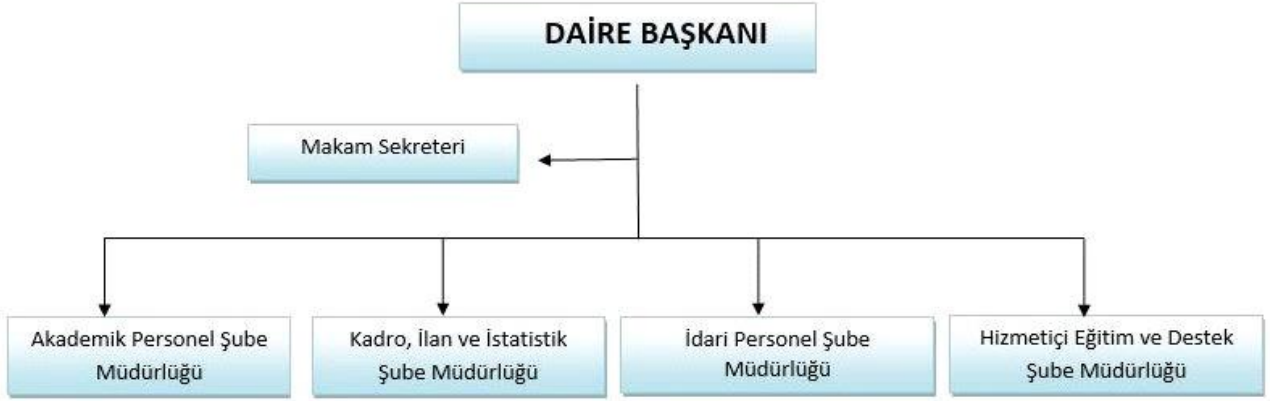 DAİRE BAŞKANI
Makam Sekreteri
Akademik Personel Şube
Müdürlüğü
Kadro, İlan ve İstatistik
Şube Müdürlüğü
İdari Personel Şube
Müdürlüğü
Hizmetiçi Eğitim ve Destek
Şube Müdürlüğü